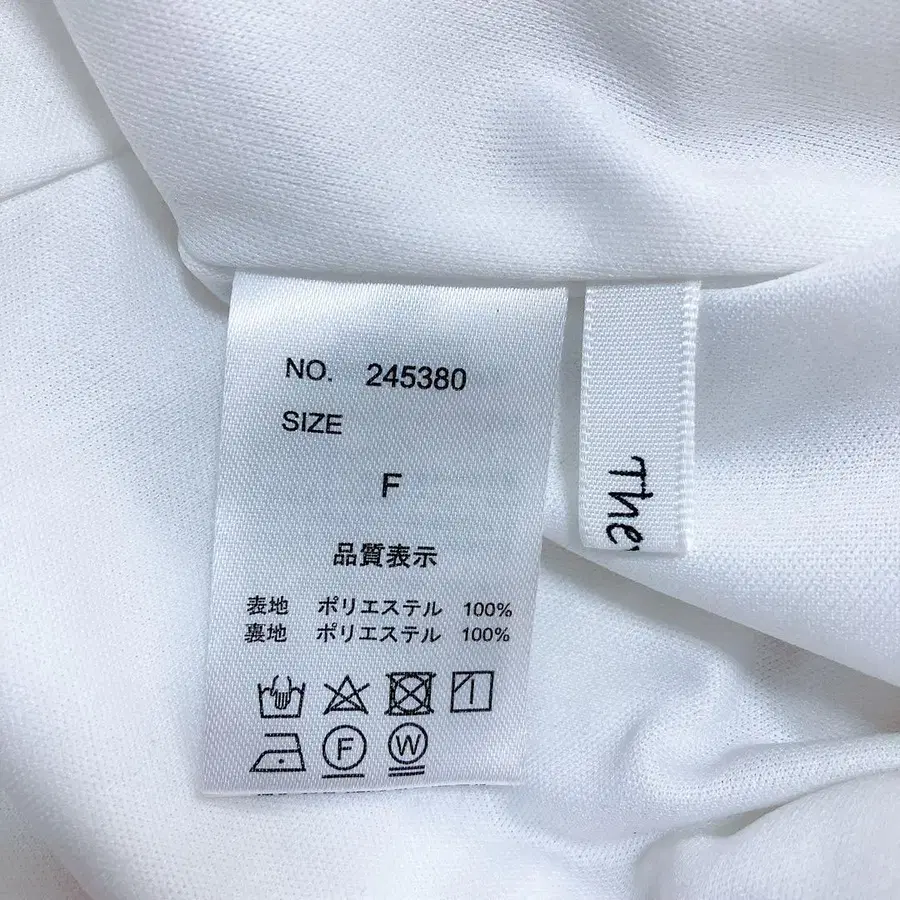 NO. 245380
SIZE
F
品質表示
表地 ポリエステル 100%
裏地 ポリエステル 100%
F W
The